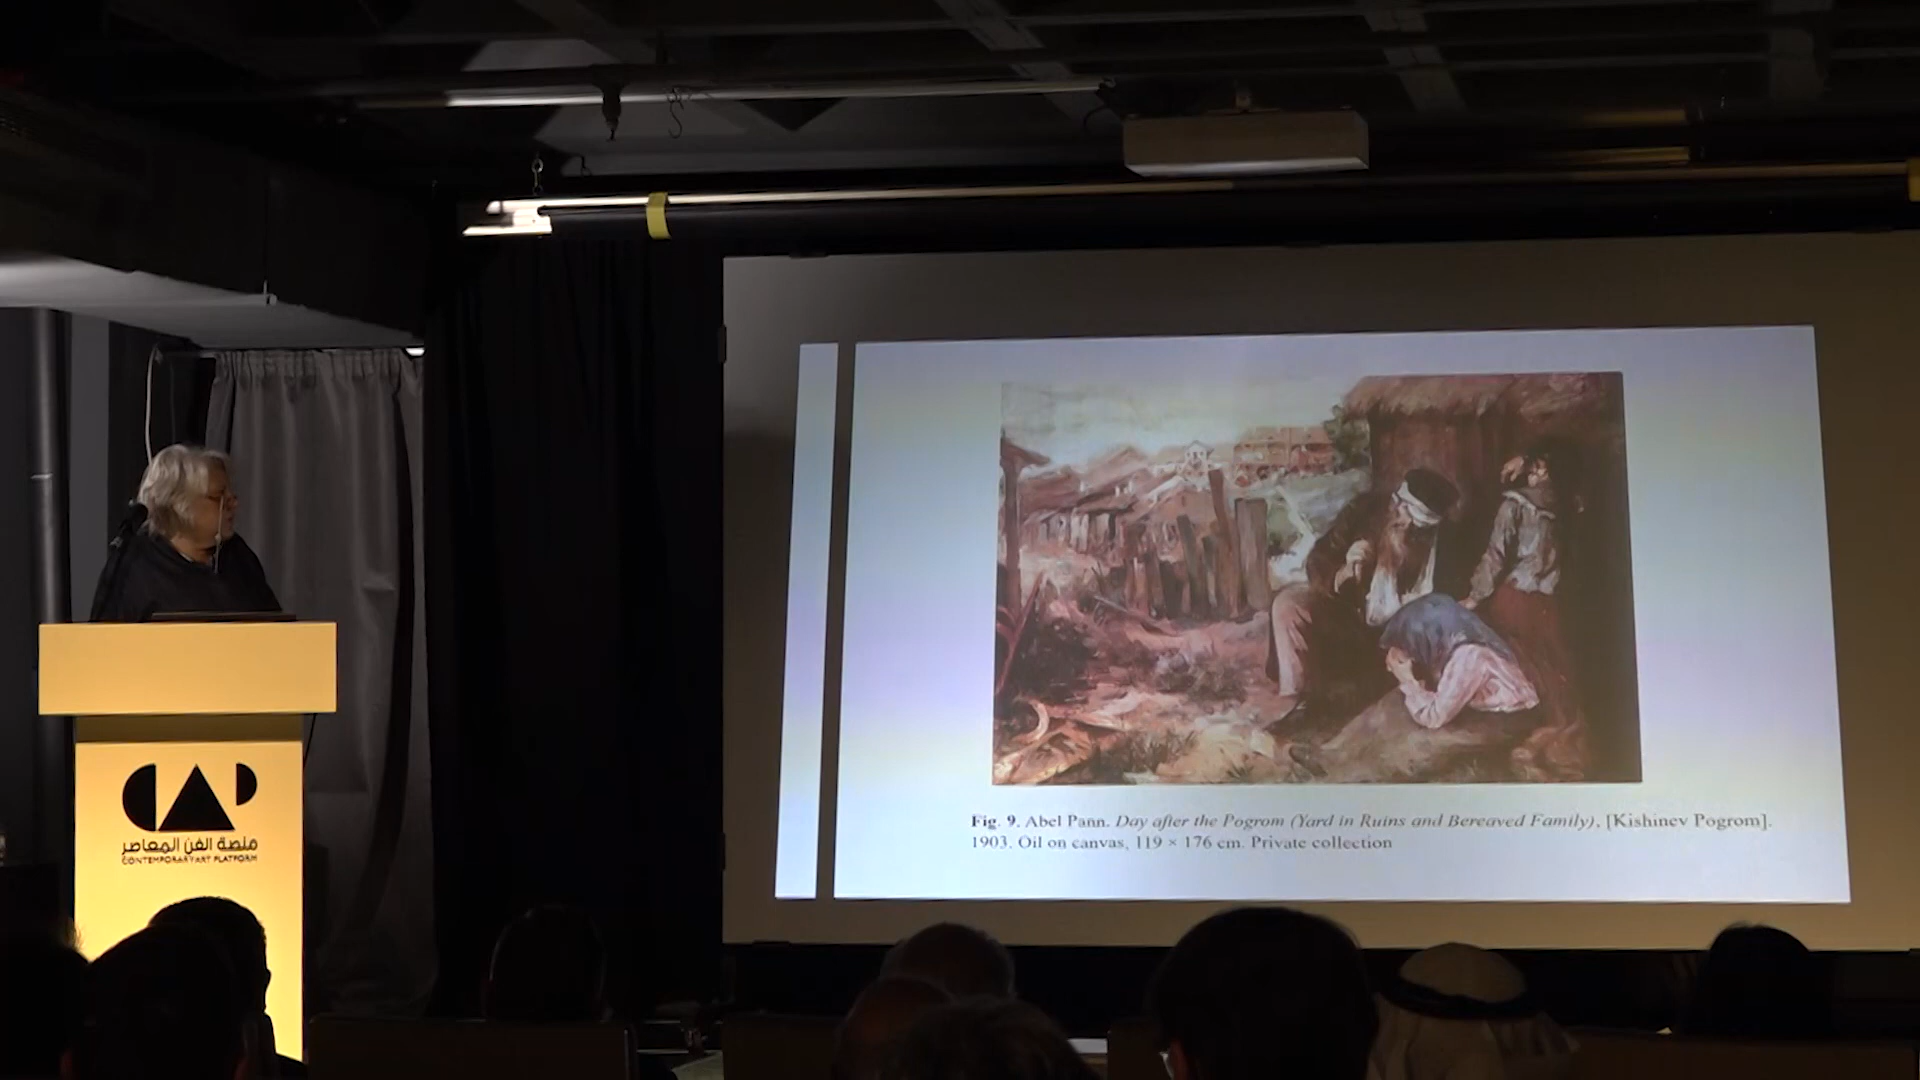 CAP
منصة الفن المعاصر
CONTEMPORARY ART PLATFORM
Fig. 9. Abel Pann. Day after the Pogrom (Yard in Ruins and Bereaved Family), [Kishinev Pogrom].
1903. Oil on canvas, 119 × 176 cm. Private collection